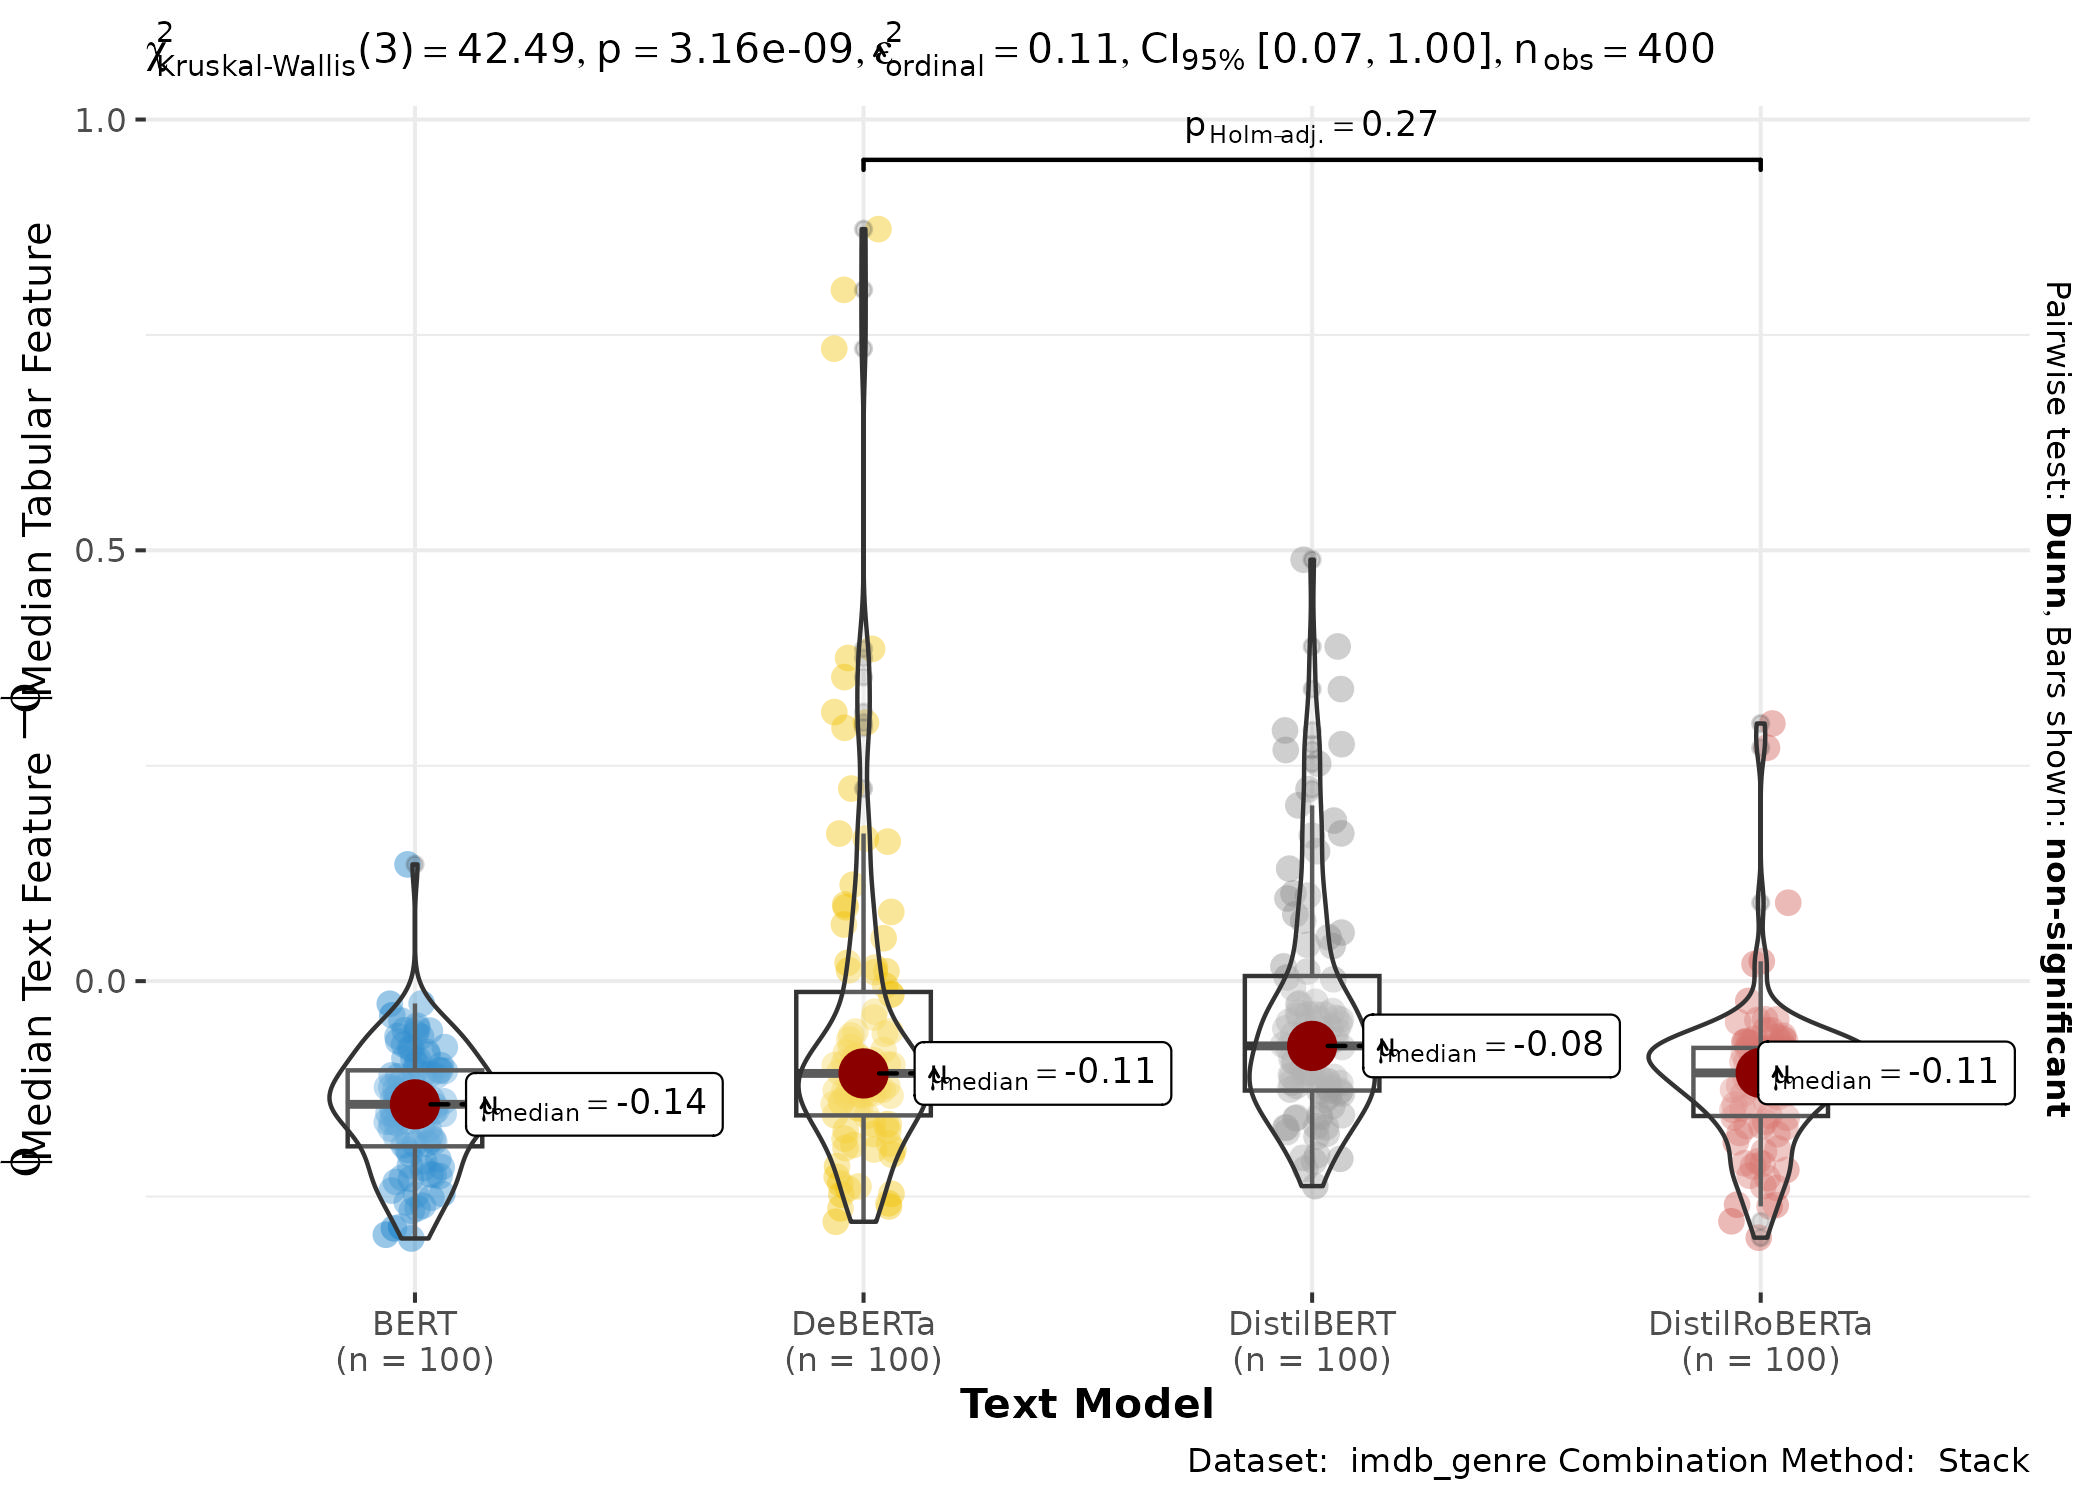 χ²Kruskal-Wallis(3) = 42.49, p = 3.16e-09, ε²ordinal = 0.11, CI95% [0.07, 1.00], nobs = 400
pHolm-adj. = 0.27
1.0
0.5
0.0
ϕMedian Text Feature − ϕMedian Tabular Feature
Pairwise test: Dunn, Bars shown: non-significant
μ̂median = -0.14
μ̂median = -0.11
μ̂median = -0.08
μ̂median = -0.11
BERT
(n = 100)
DeBERTa
(n = 100)
DistilBERT
(n = 100)
DistilRoBERTa
(n = 100)
Text Model
Dataset:  imdb_genre Combination Method:  Stack